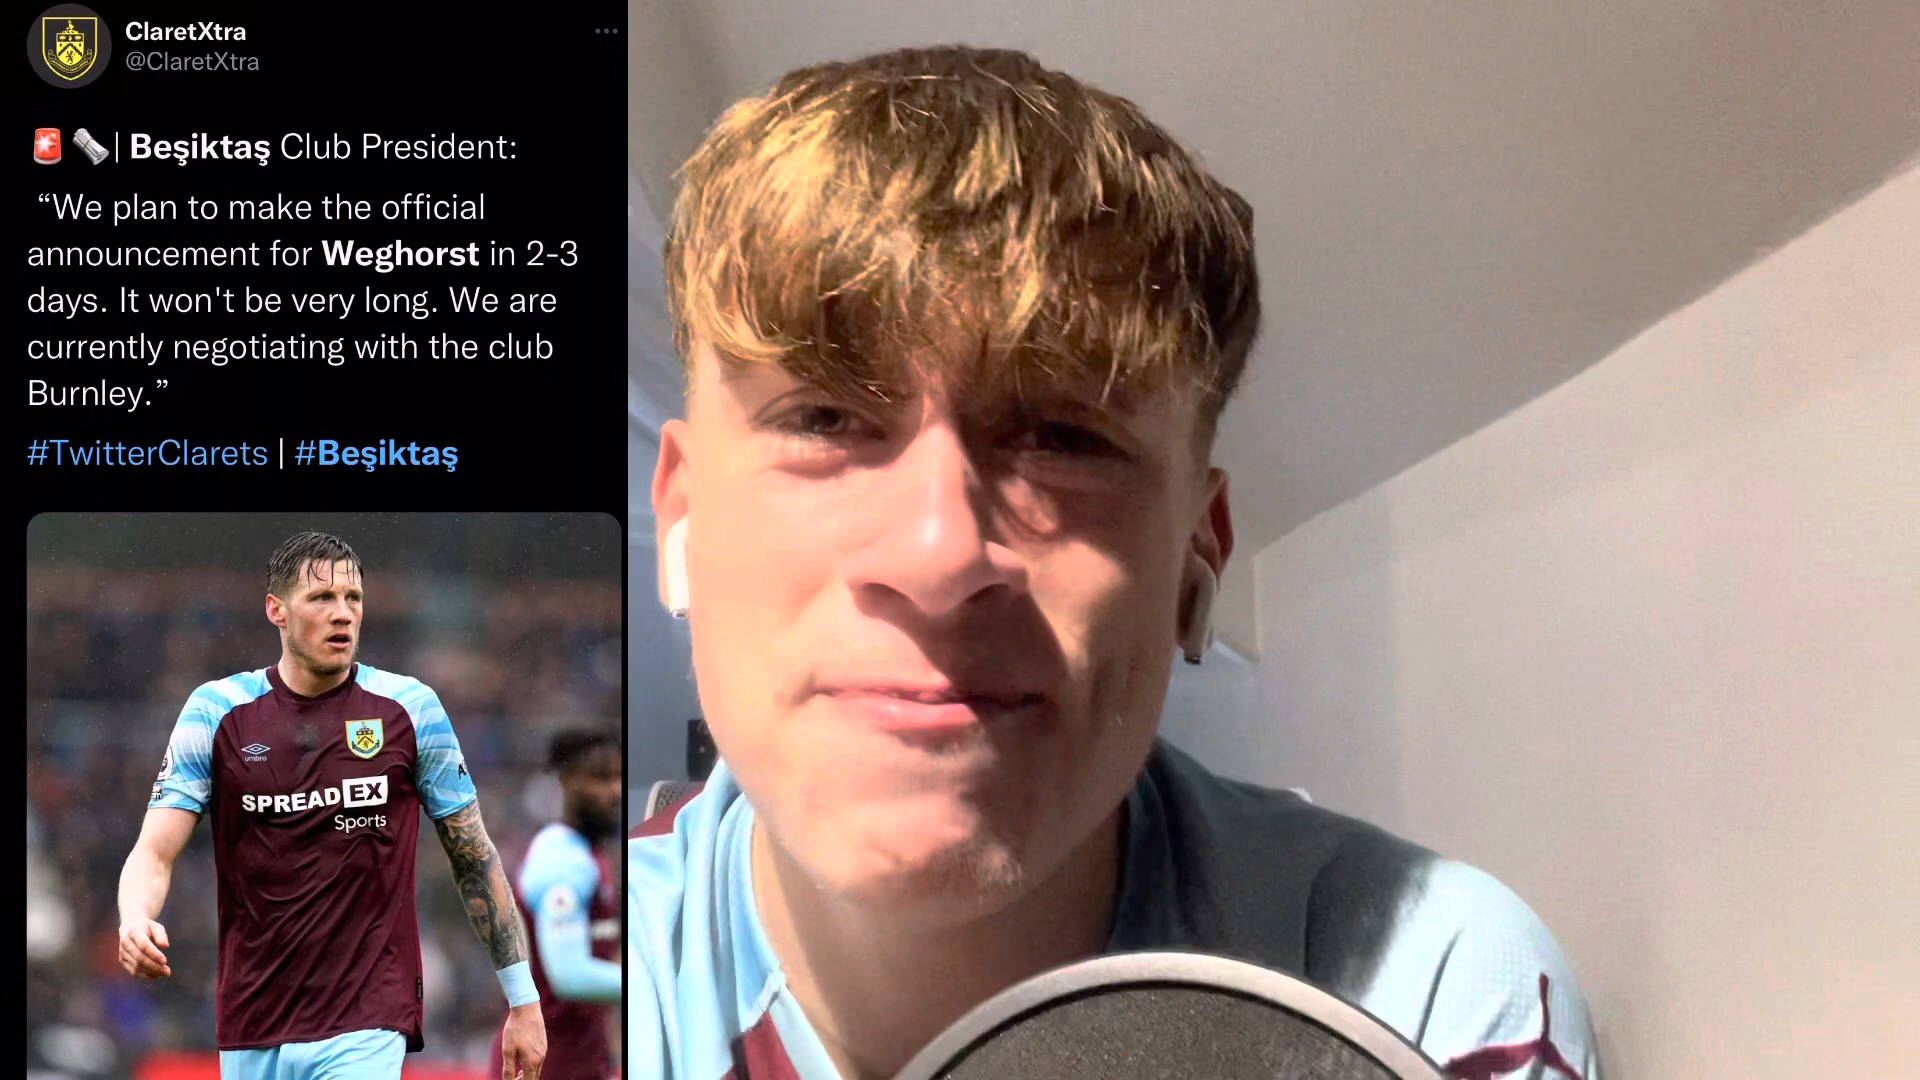 ClaretXtra
@ClaretXtra
🚨🗞️| Beşiktaş Club President:
“We plan to make the official
announcement for Weghorst in 2-3
days. It won't be very long. We are
currently negotiating with the club
Burnley.”
#TwitterClarets | #Beşiktaş
umbro
SPREADEX
Sports